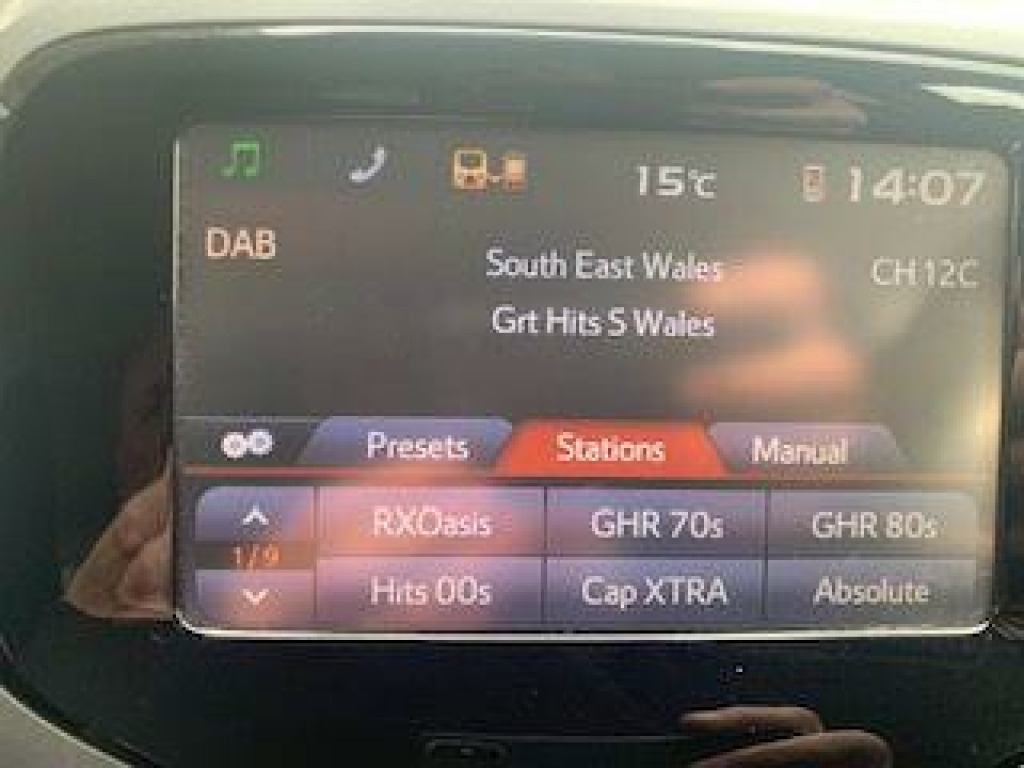 15°C 14:07
DAB
South East Wales CH 12C
Grt Hits S Wales
Presets Stations Manual
RXOasis GHR 70s GHR 80s
1/9
Hits 00s Cap XTRA Absolute